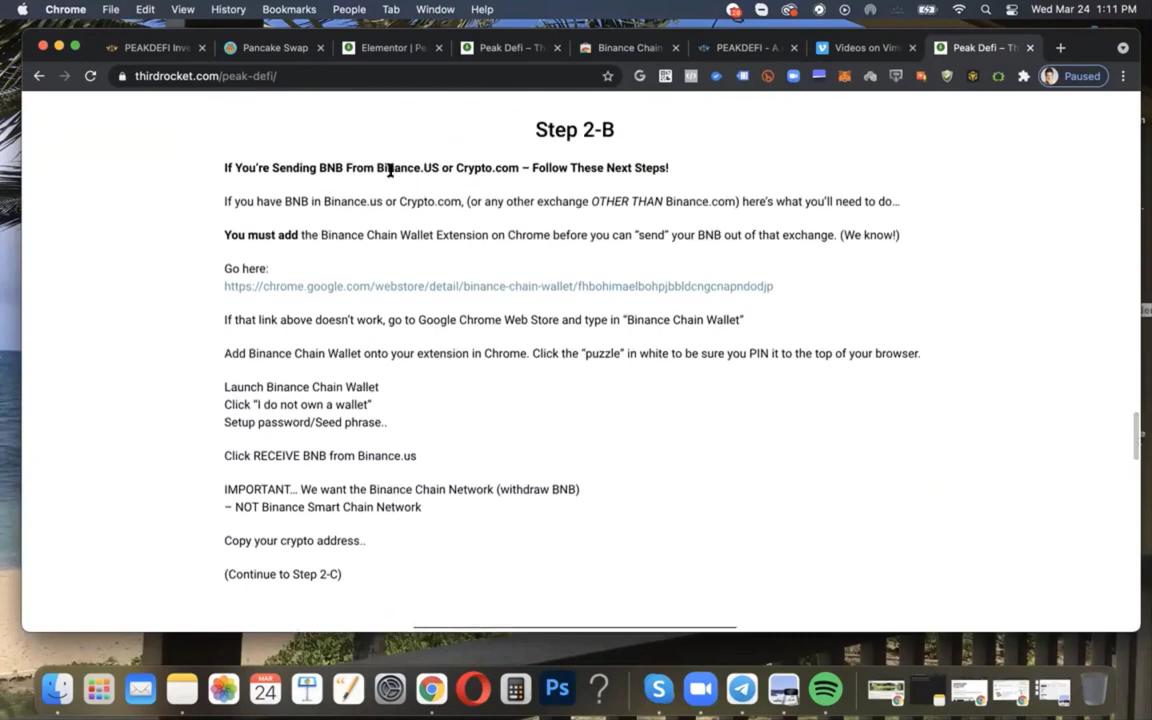 Chrome File Edit View History Bookmarks People Tab Window Help Wed Mar 24 1:11 PM
PEAKDEFI Inve Pancake Swap Elementor | Pe Peak Defi – Th Binance Chain PEAKDEFI - A Videos on Vim Peak Defi – Th
thirdrocket.com/peak-defi/ Paused
Step 2-B
If You're Sending BNB From Binance.US or Crypto.com – Follow These Next Steps!
If you have BNB in Binance.us or Crypto.com, (or any other exchange OTHER THAN Binance.com) here's what you'll need to do…
You must add the Binance Chain Wallet Extension on Chrome before you can “send” your BNB out of that exchange. (We know!)
Go here:
https://chrome.google.com/webstore/detail/binance-chain-wallet/fhbohimaelbohpjbbldcngcnapndodjp
If that link above doesn't work, go to Google Chrome Web Store and type in “Binance Chain Wallet”
Add Binance Chain Wallet onto your extension in Chrome. Click the “puzzle” in white to be sure you PIN it to the top of your browser.
Launch Binance Chain Wallet
Click “I do not own a wallet”
Setup password/Seed phrase..
Click RECEIVE BNB from Binance.us
IMPORTANT… We want the Binance Chain Network (withdraw BNB)
– NOT Binance Smart Chain Network
Copy your crypto address..
(Continue to Step 2-C)
MAR
24
Ps